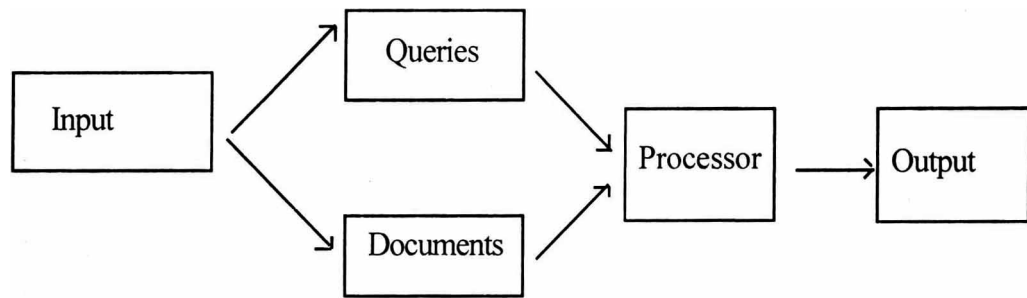 Input
Queries
Documents
Processor
Output